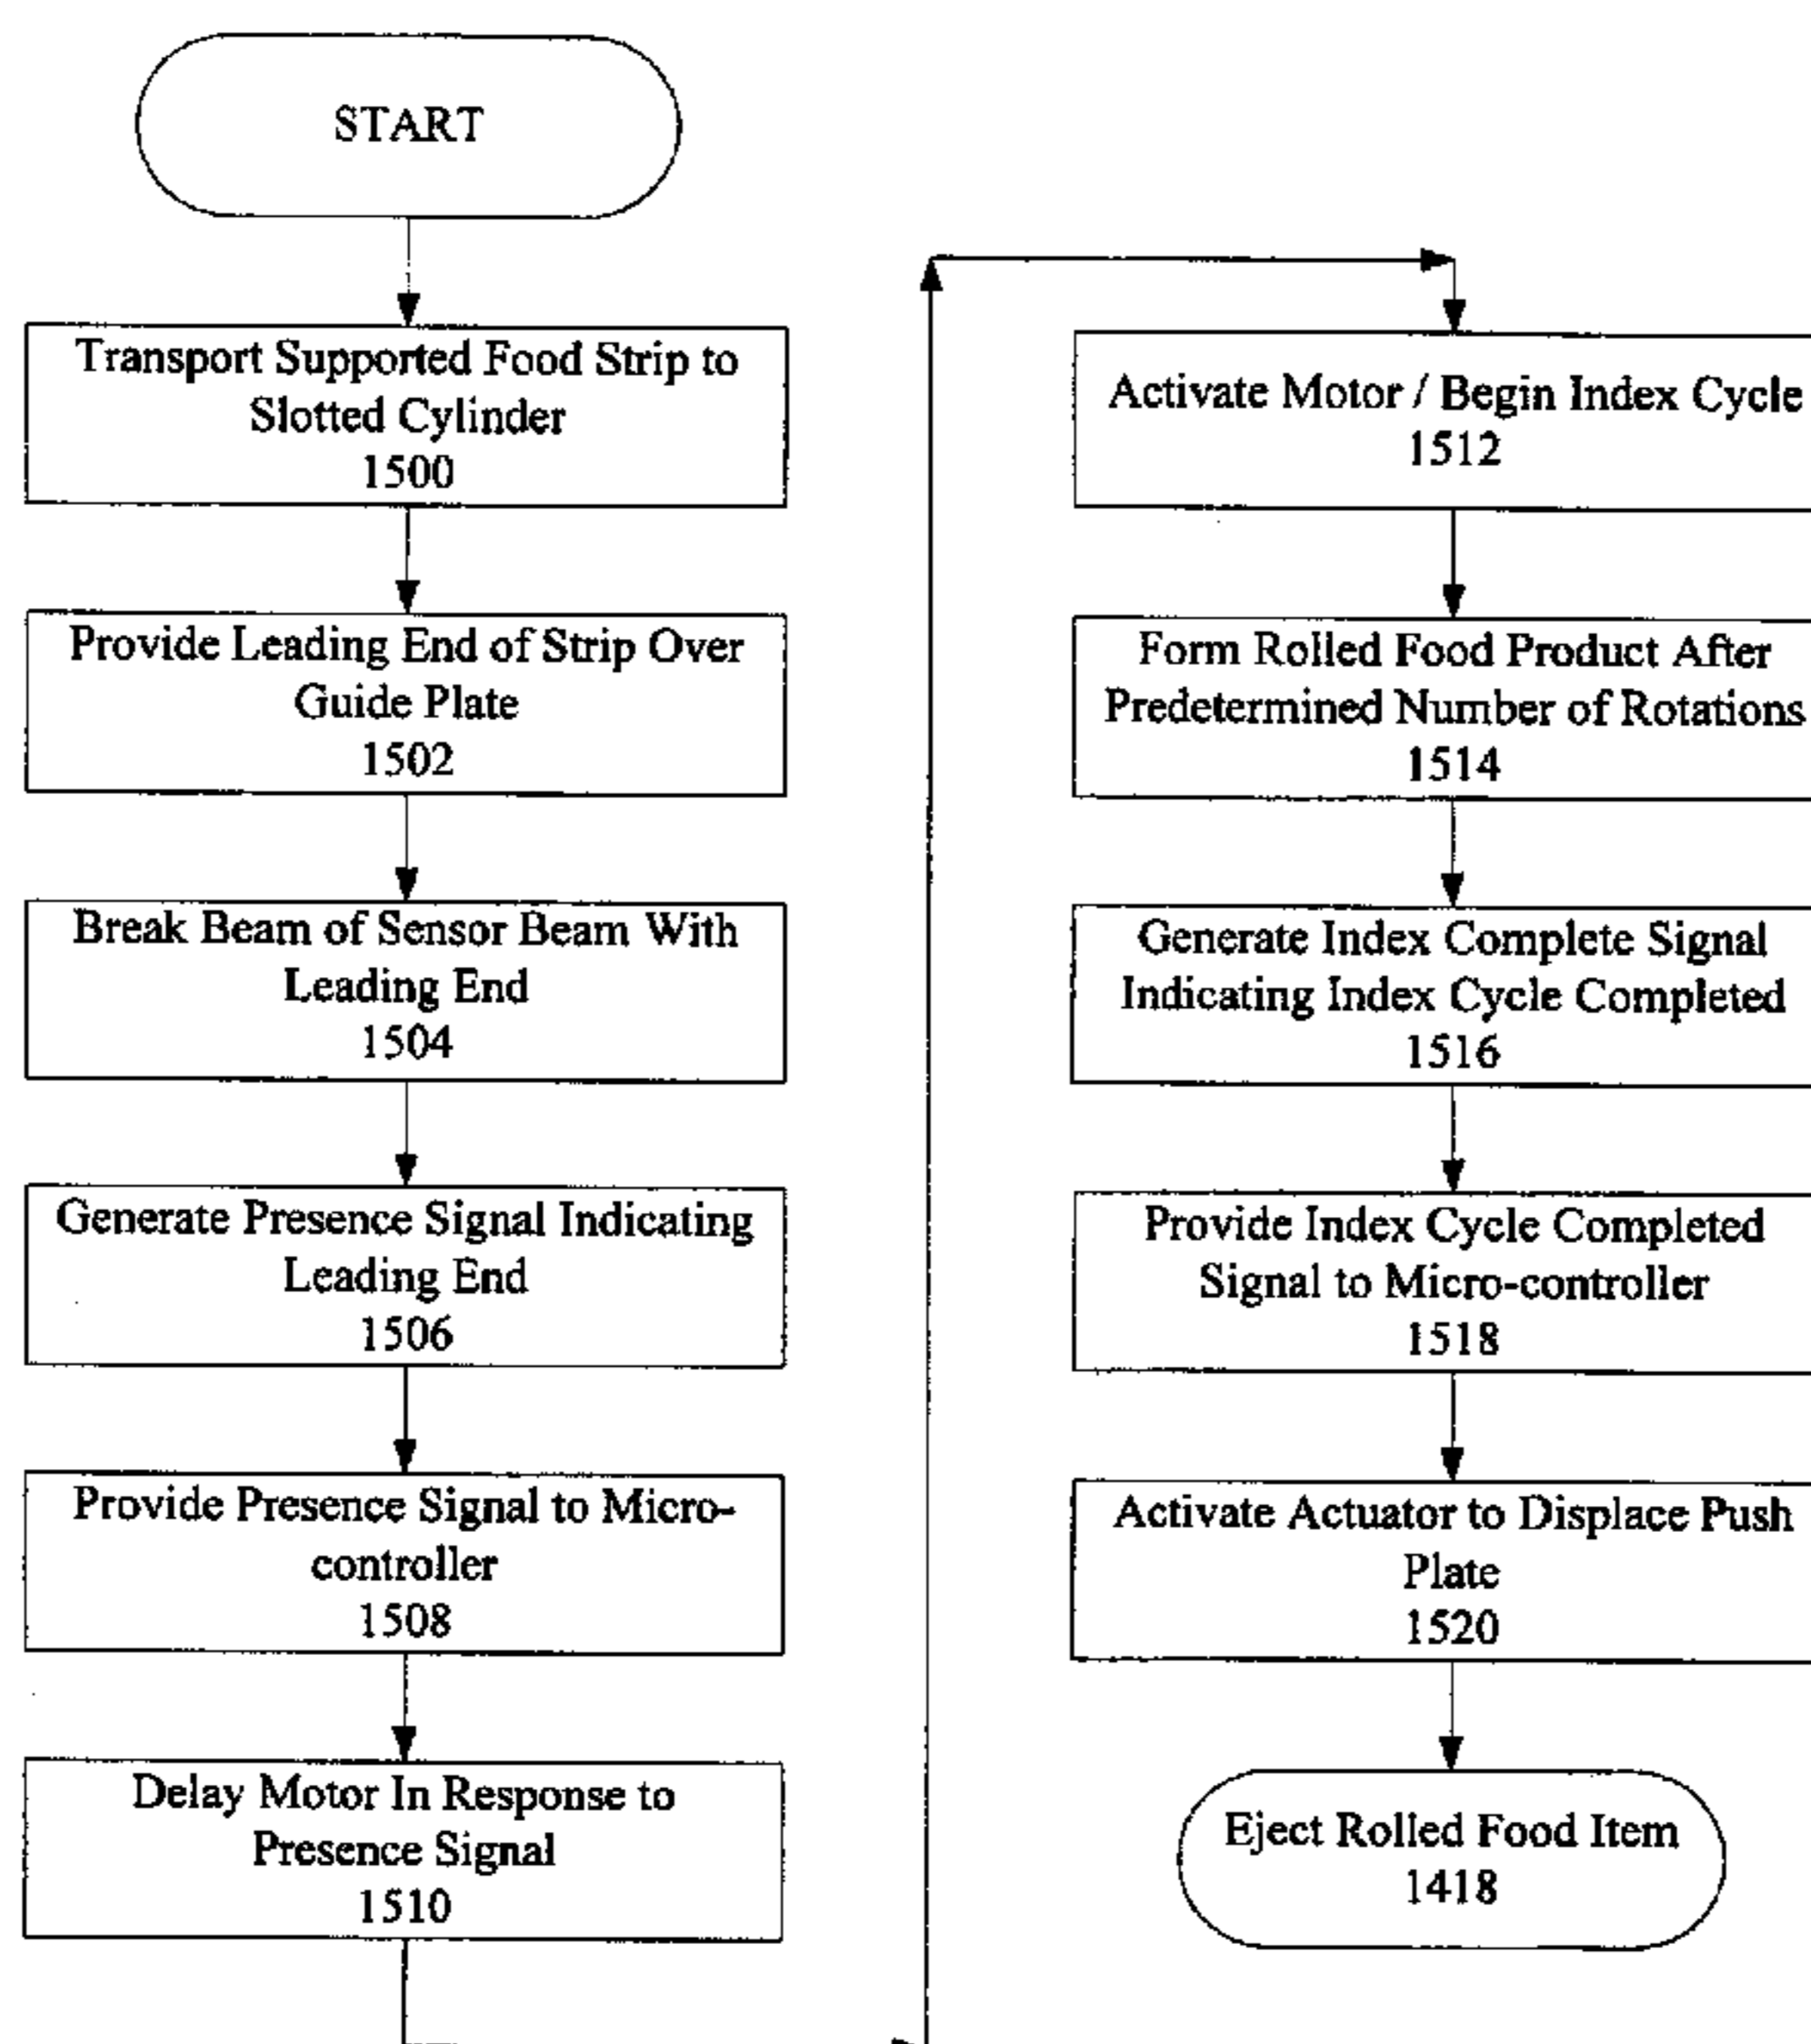 START
Transport Supported Food Strip to
Slotted Cylinder
1500
Provide Leading End of Strip Over
Guide Plate
1502
Break Beam of Sensor Beam With
Leading End
1504
Generate Presence Signal Indicating
Leading End
1506
Provide Presence Signal to Micro-
controller
1508
Delay Motor In Response to
Presence Signal
1510
Activate Motor / Begin Index Cycle
1512
Form Rolled Food Product After
Predetermined Number of Rotations
1514
Generate Index Complete Signal
Indicating Index Cycle Completed
1516
Provide Index Cycle Completed
Signal to Micro-controller
1518
Activate Actuator to Displace Push
Plate
1520
Eject Rolled Food Item
1418